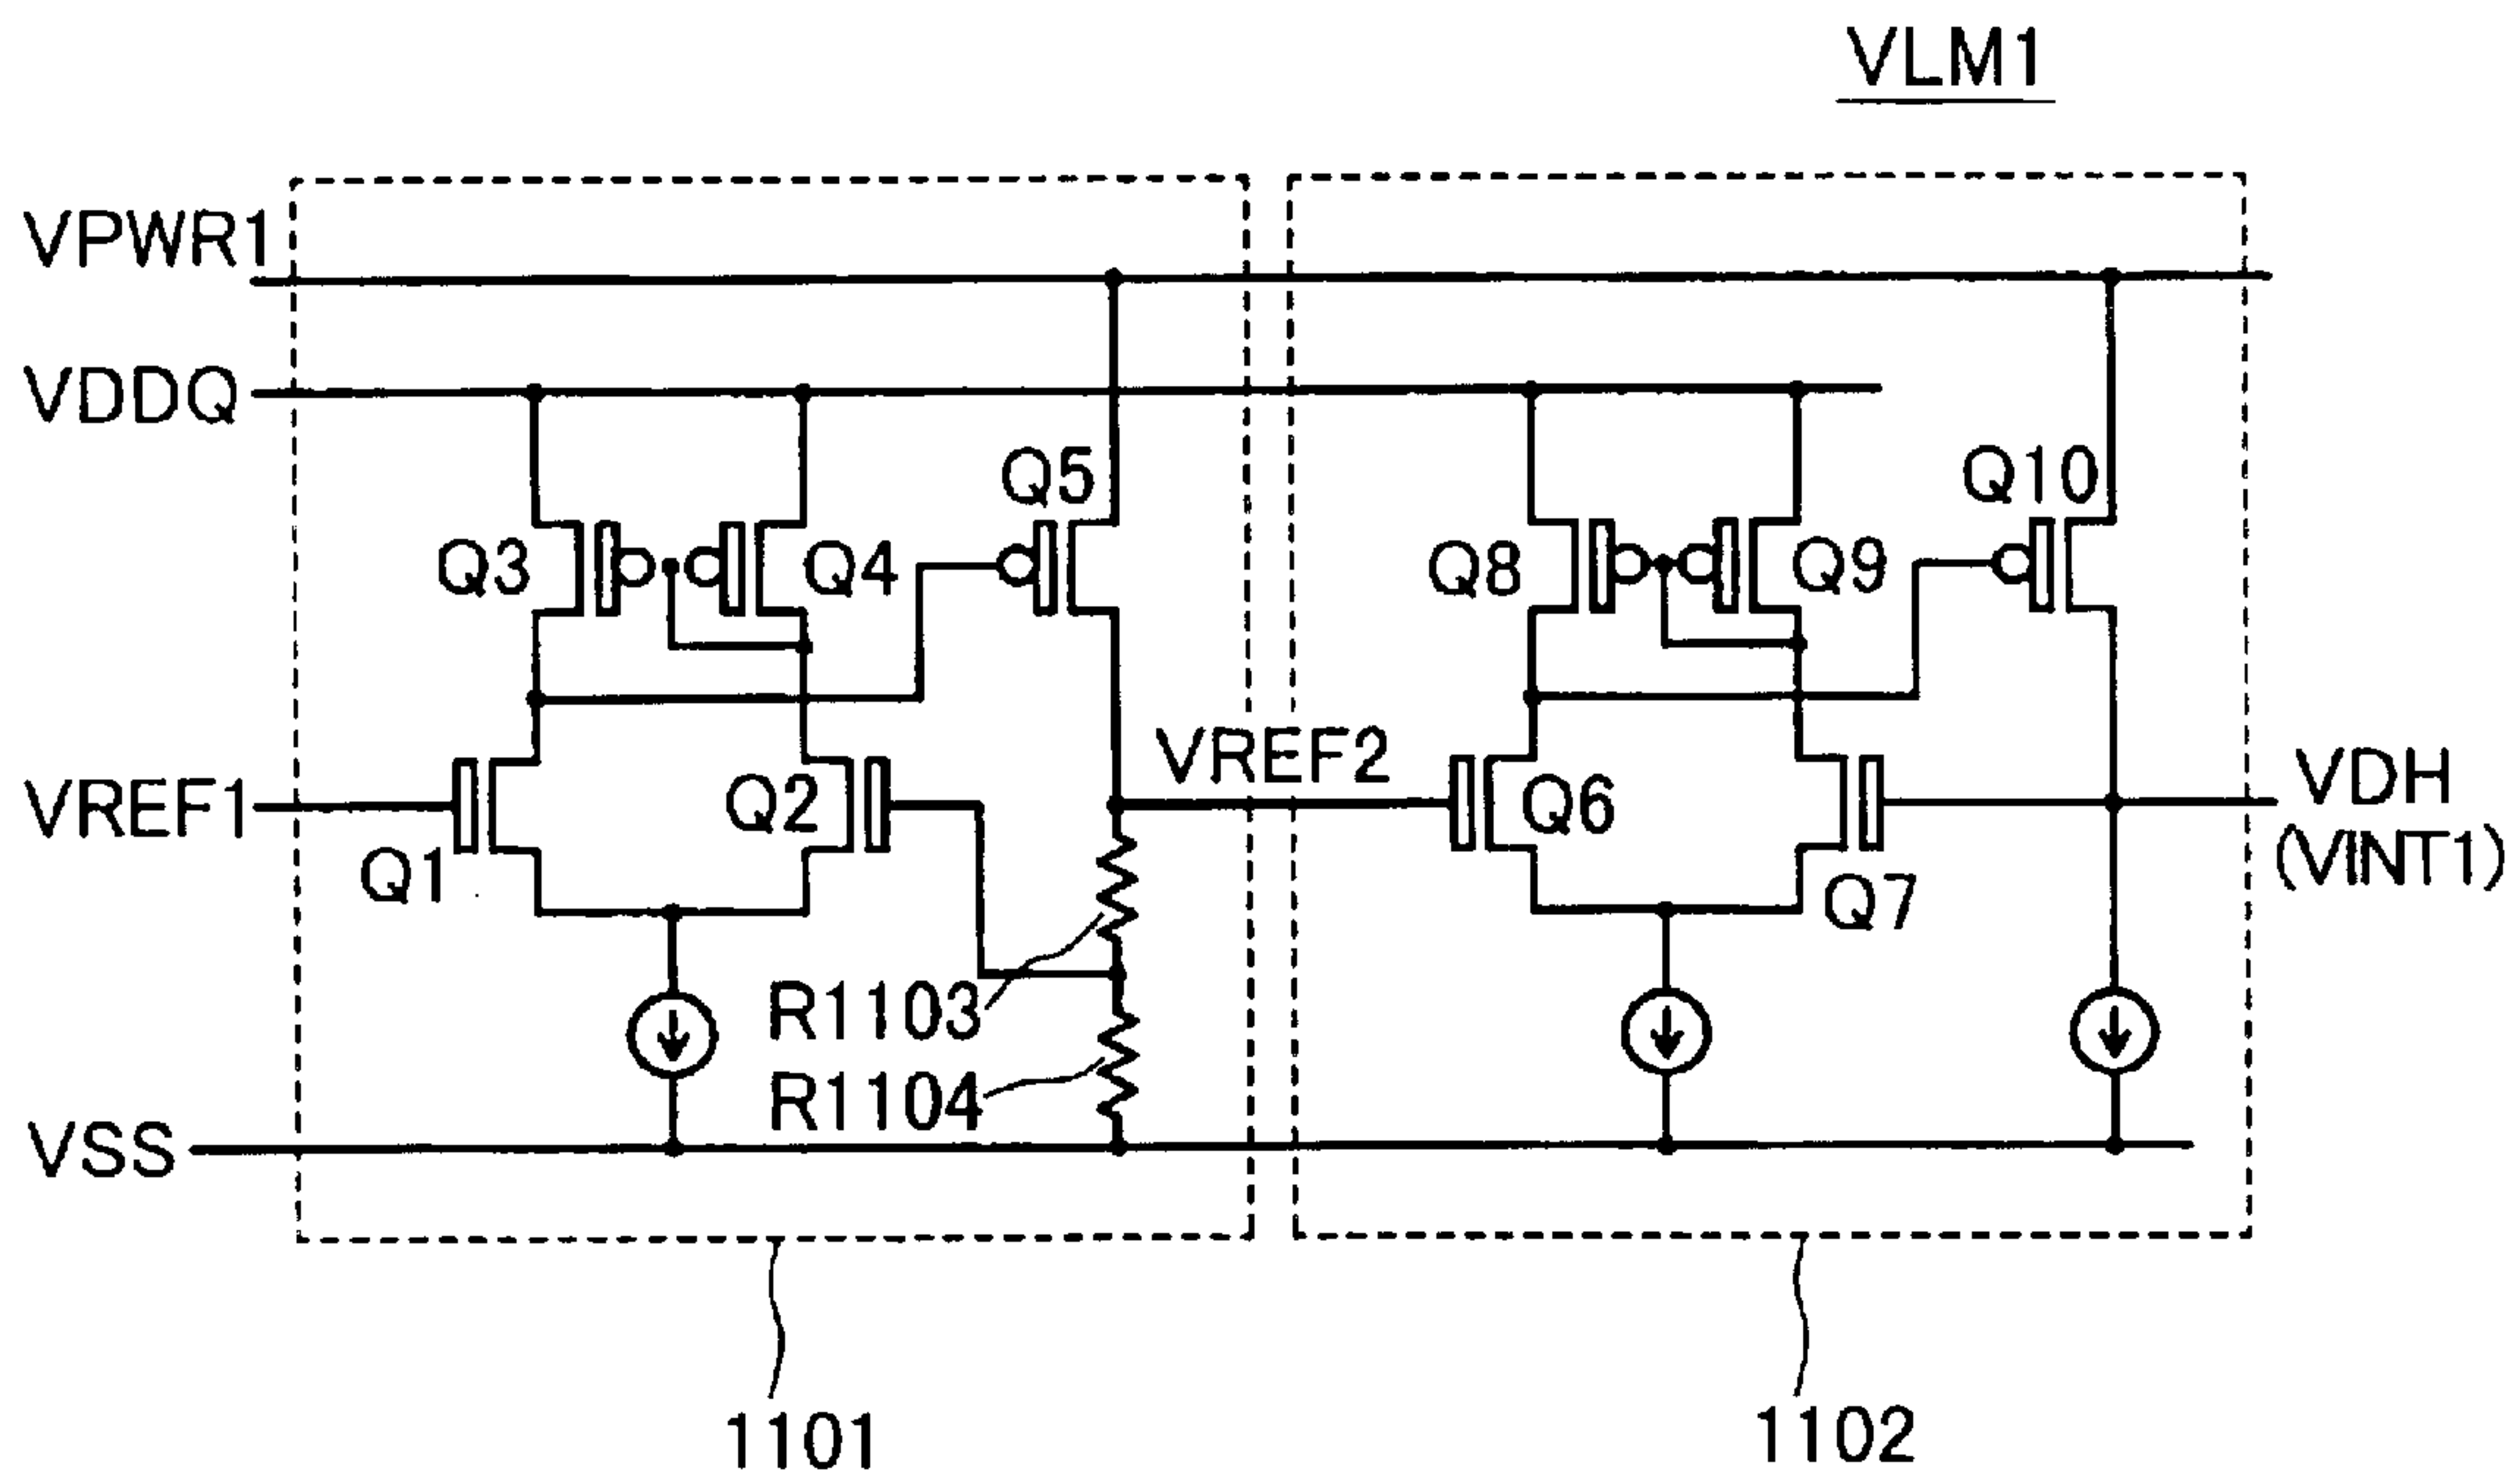 VLM1
VPWR1
VDDQ
Q5
Q10
Q3
Q4
Q8
Q9
VREF2
VREF1
Q1
Q2
Q6
Q7
VDH
(VINT1)
R1103
R1104
VSS
1101
1102